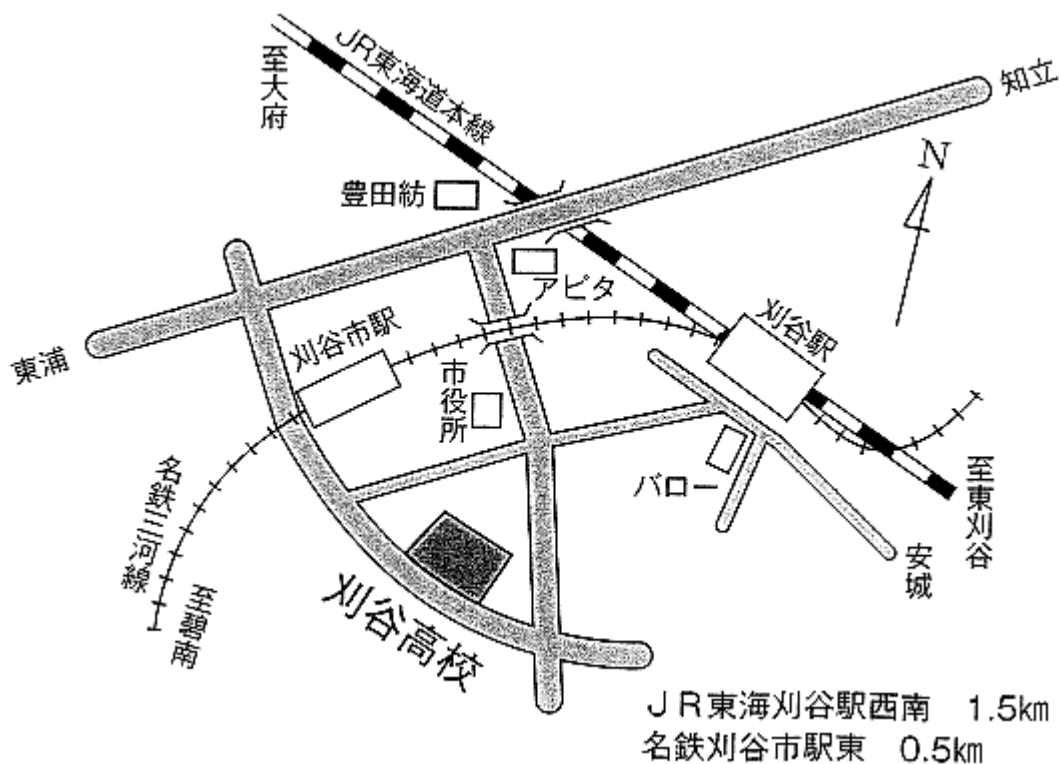 至大府
JR東海道本線
知立
豊田紡
N
アピタ
刈谷駅
刈谷市駅
東浦
市役所
バロー
名鉄三河線
至碧南
刈谷高校
安城
至東刈谷
JR東海刈谷駅西南 1.5km
名鉄刈谷市駅東 0.5km